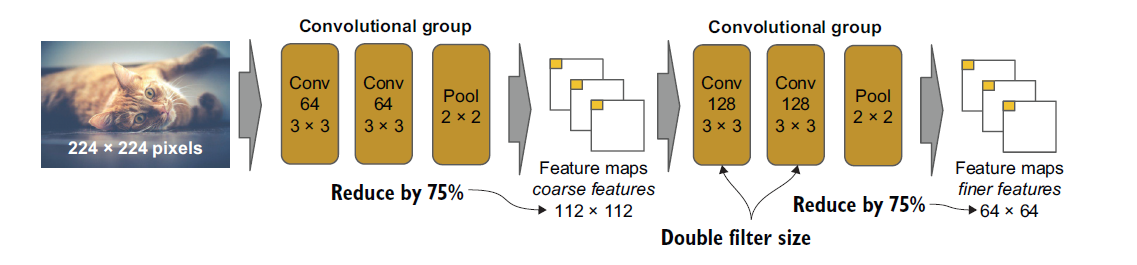 Convolutional group
Convolutional group
224 × 224 pixels
Conv
64
3 × 3
Conv
64
3 × 3
Pool
2 × 2
Feature maps
coarse features
112 × 112
Reduce by 75%
Conv
128
3 × 3
Conv
128
3 × 3
Pool
2 × 2
Feature maps
finer features
64 × 64
Reduce by 75%
Double filter size